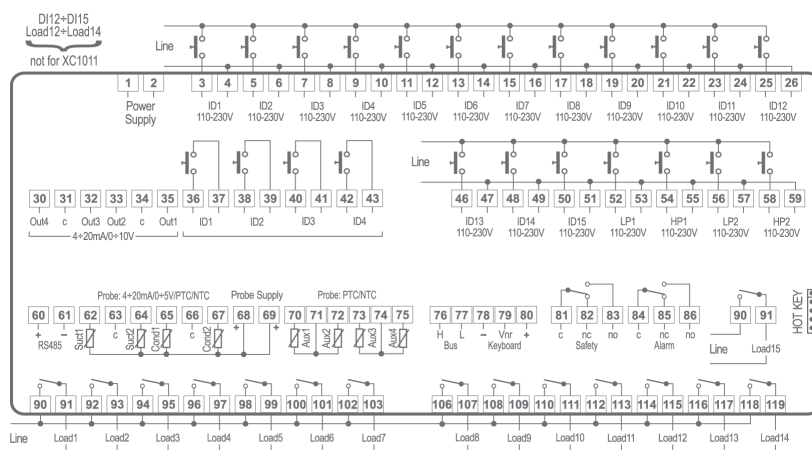 DI12÷DI15
Load12÷Load14
not for XC1011
Line
1 2 3 4 5 6 7 8 9 10 11 12 13 14 15 16 17 18 19 20 21 22 23 24 25 26
Power Supply
ID1 ID2 ID3 ID4 ID5 ID6 ID7 ID8 ID9 ID10 ID11 ID12
110-230V 110-230V 110-230V 110-230V 110-230V 110-230V 110-230V 110-230V 110-230V 110-230V 110-230V 110-230V
Line
30 31 32 33 34 35 36 37 38 39 40 41 42 43 46 47 48 49 50 51 52 53 54 55 56 57 58 59
Out4 c Out3 Out2 c Out1 ID1 ID2 ID3 ID4 ID13 ID14 ID15 LP1 HP1 LP2 HP2
4÷20mA/0÷10V
110-230V 110-230V 110-230V 110-230V 110-230V 110-230V 110-230V
Probe: 4÷20mA/0÷5V/PTC/NTC Probe Supply Probe: PTC/NTC
60 61 62 63 64 65 66 67 68 69 70 71 72 73 74 75 76 77 78 79 80 81 82 83 84 85 86 90 91
+ – Suct1 c Suct2 Cond1 c Cond2 + + Aux1 Aux2 Aux3 Aux4 H L – Vnr + c nc no c nc no
RS485 Bus Keyboard Safety Alarm Line Load15
HOT KEY
90 91 92 93 94 95 96 97 98 99 100 101 102 103 106 107 108 109 110 111 112 113 114 115 116 117 118 119
Line Load1 Load2 Load3 Load4 Load5 Load6 Load7 Load8 Load9 Load10 Load11 Load12 Load13 Load14